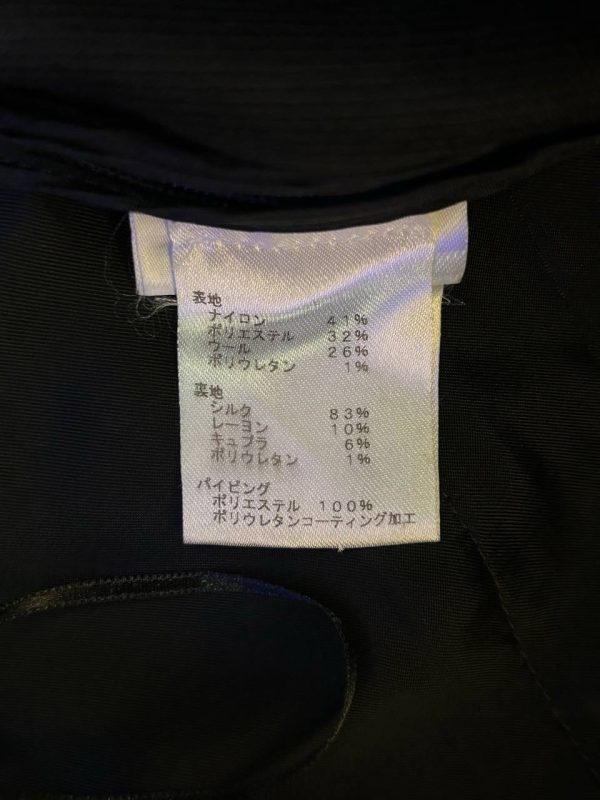 表地
ナイロン 41%
ポリエステル 32%
ウール 26%
ポリウレタン 1%
裏地
シルク 83%
レーヨン 10%
キュプラ 6%
ポリウレタン 1%
パイピング
ポリエステル 100%
ポリウレタンコーティング加工